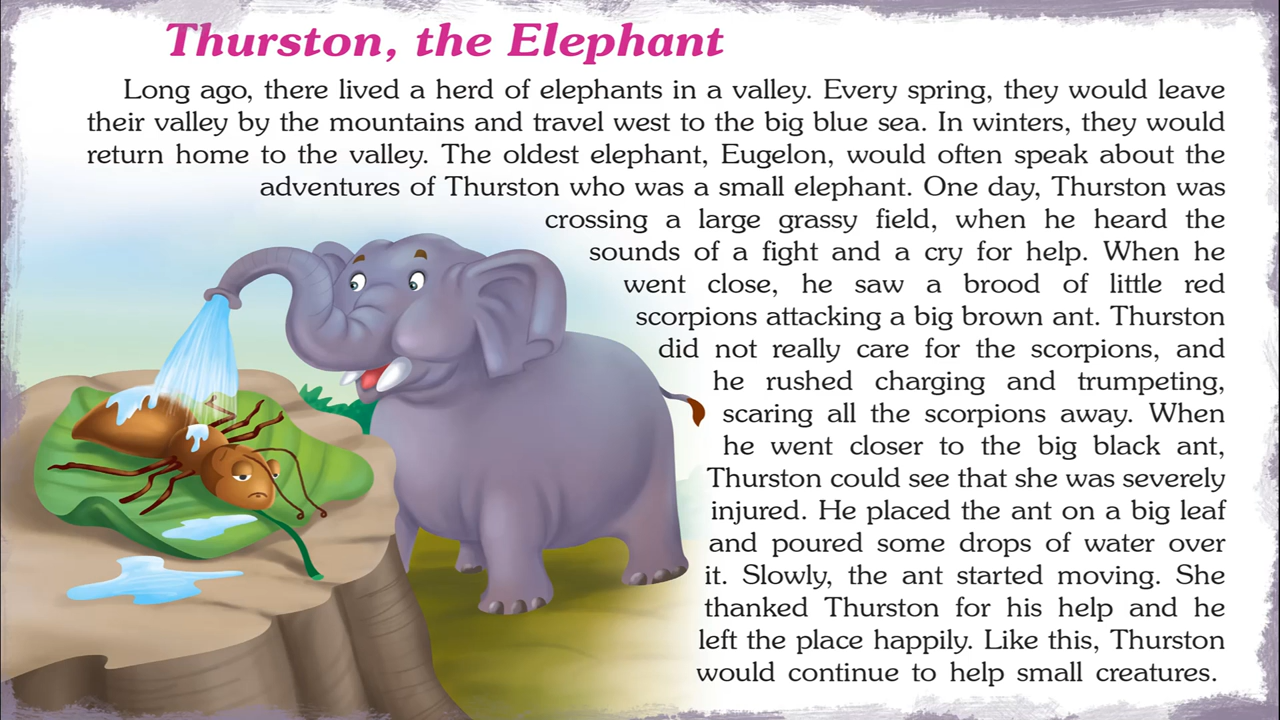 Thurston, the Elephant
Long ago, there lived a herd of elephants in a valley. Every spring, they would leave
their valley by the mountains and travel west to the big blue sea. In winters, they would
return home to the valley. The oldest elephant, Eugelon, would often speak about the
adventures of Thurston who was a small elephant. One day, Thurston was
crossing a large grassy field, when he heard the
sounds of a fight and a cry for help. When he
went close, he saw a brood of little red
scorpions attacking a big brown ant. Thurston
did not really care for the scorpions, and
he rushed charging and trumpeting,
scaring all the scorpions away. When
he went closer to the big black ant,
Thurston could see that she was severely
injured. He placed the ant on a big leaf
and poured some drops of water over
it. Slowly, the ant started moving. She
thanked Thurston for his help and he
left the place happily. Like this, Thurston
would continue to help small creatures.